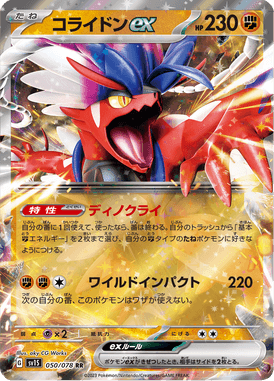 たね コライドンex HP 230
特性 ディノクライ
自分の番に1回使えて、使ったなら、番は終わる。自分のトラッシュから「基
本エネルギー」を2枚まで選び、自分のタイプのたねポケモンに好きな
ようにつける。
ワイルドインパクト 220
次の自分の番、このポケモンはワザが使えない。
弱点 ×2 抵抗力 にげる
Illus. aky CG Works
G sv1S 050/078 RR
exルール
ポケモンexがきぜつしたとき、相手はサイドを2枚とる。
©2023 Pokémon/Nintendo/Creatures/GAME FREAK.